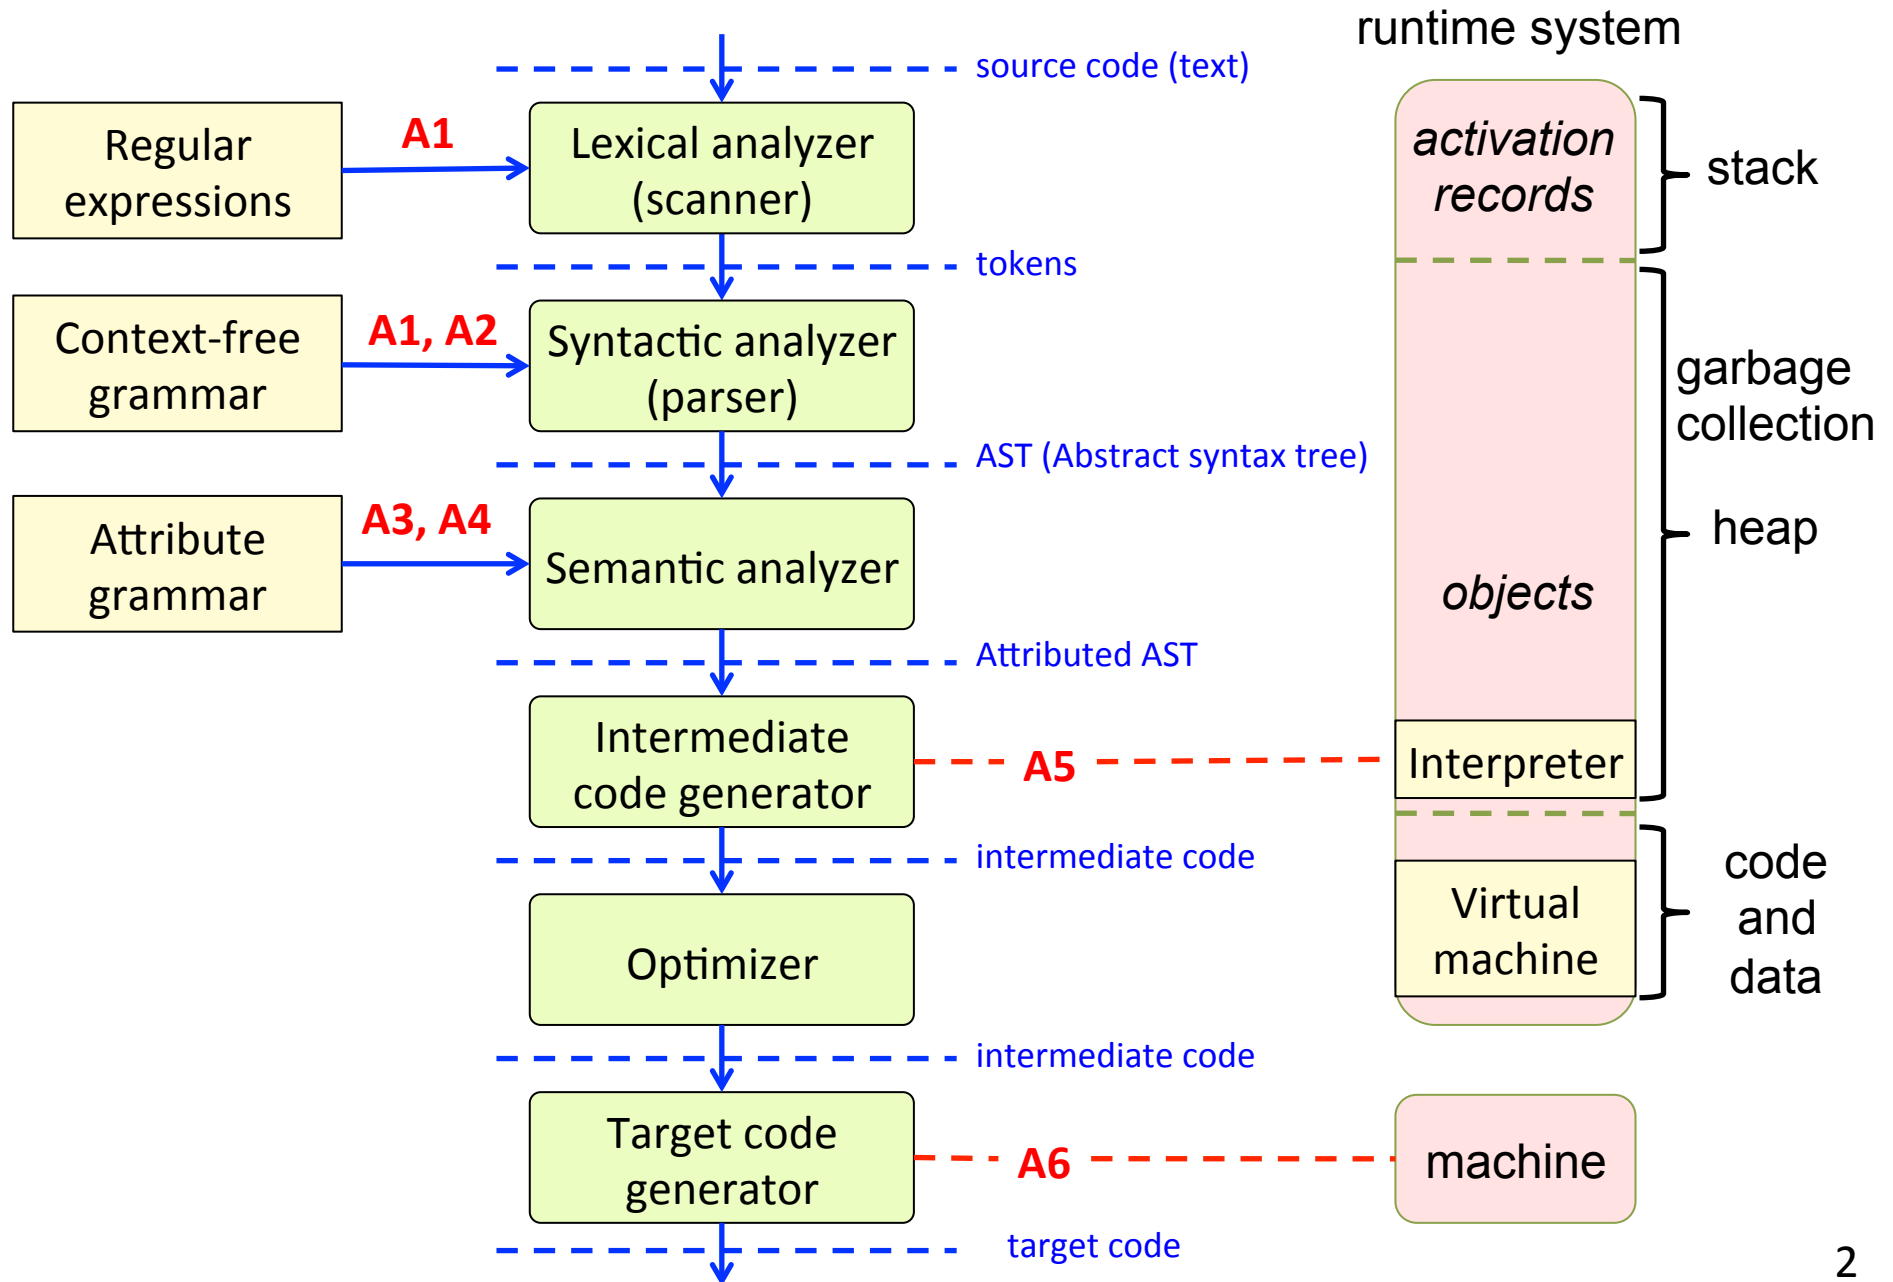 runtime system
source code (text)
Regular
expressions
A1
Lexical analyzer
(scanner)
activation
records
stack
tokens
Context-free
grammar
A1, A2
Syntactic analyzer
(parser)
garbage
collection
AST (Abstract syntax tree)
Attribute
grammar
A3, A4
Semantic analyzer
heap
objects
Attributed AST
Intermediate
code generator
A5
Interpreter
intermediate code
Optimizer
Virtual
machine
code
and
data
intermediate code
Target code
generator
A6
machine
target code
2